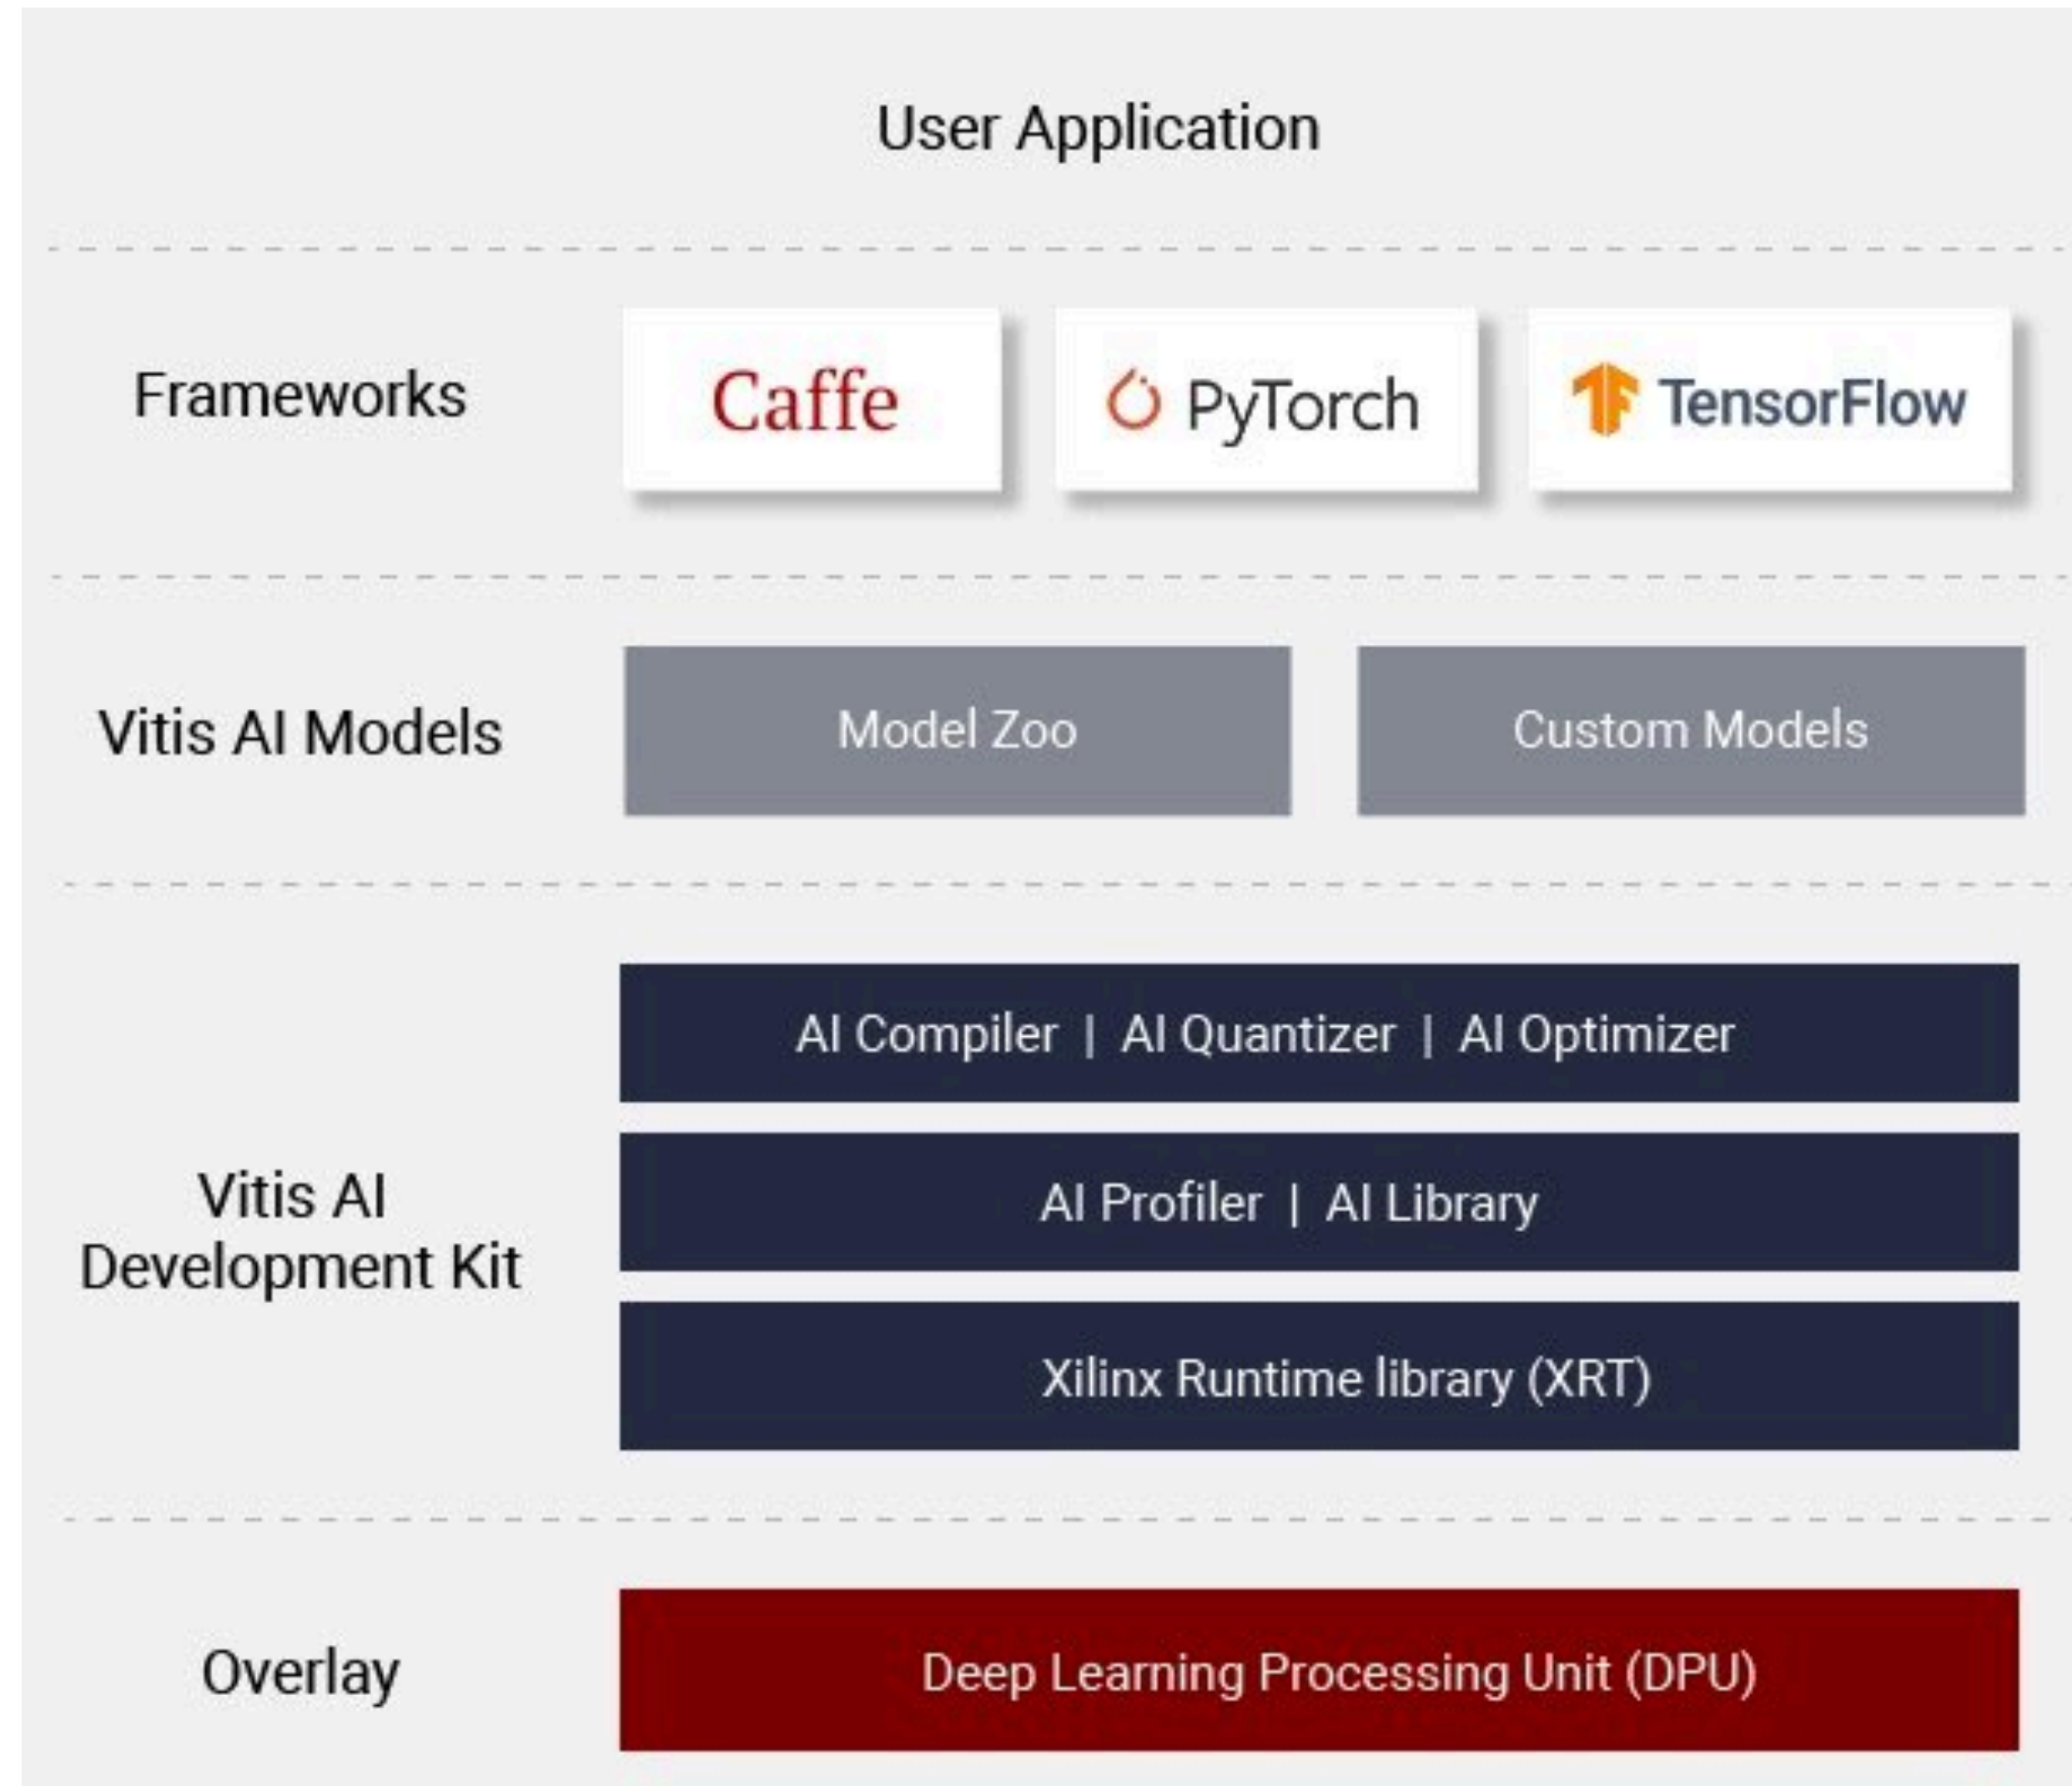 User Application
Frameworks
Caffe
PyTorch
TensorFlow
Vitis AI Models
Model Zoo
Custom Models
Vitis AI
Development Kit
AI Compiler | AI Quantizer | AI Optimizer
AI Profiler | AI Library
Xilinx Runtime library (XRT)
Overlay
Deep Learning Processing Unit (DPU)